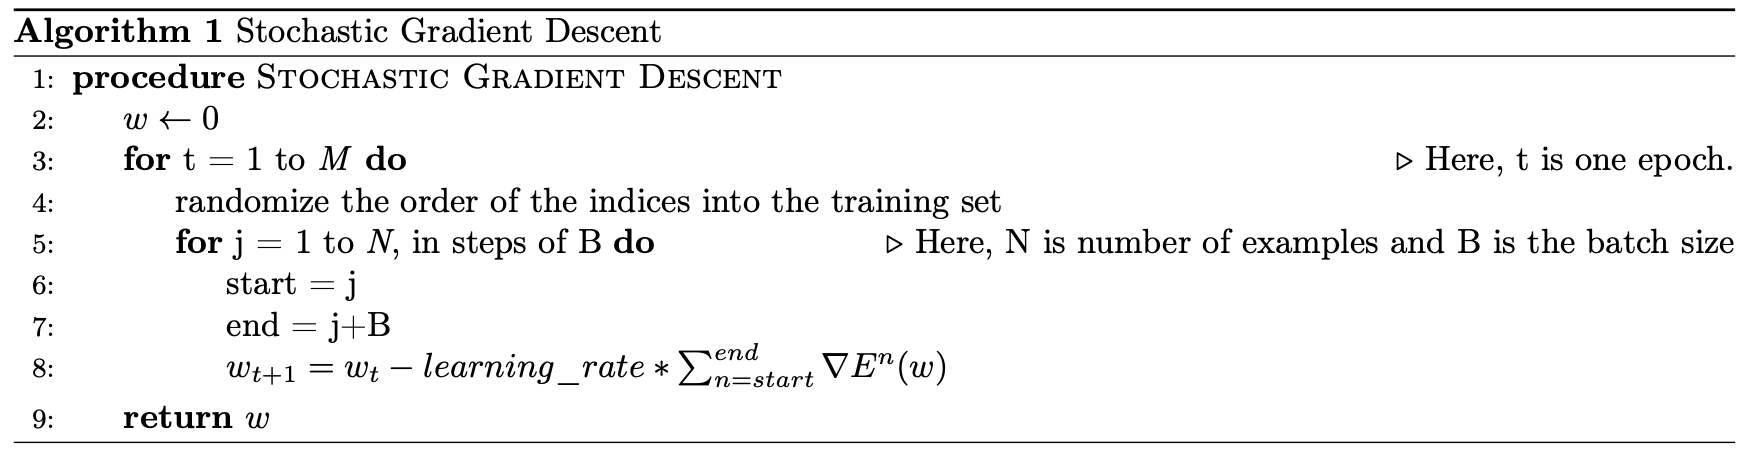 Algorithm 1 Stochastic Gradient Descent
1: procedure STOCHASTIC GRADIENT DESCENT
2: w ← 0
3: for t = 1 to M do ▷ Here, t is one epoch.
4: randomize the order of the indices into the training set
5: for j = 1 to N, in steps of B do ▷ Here, N is number of examples and B is the batch size
6: start = j
7: end = j+B
8: w_{t+1} = w_t − learning_rate ∗ ∑_{n=start}^{end} ∇E^n(w)
9: return w